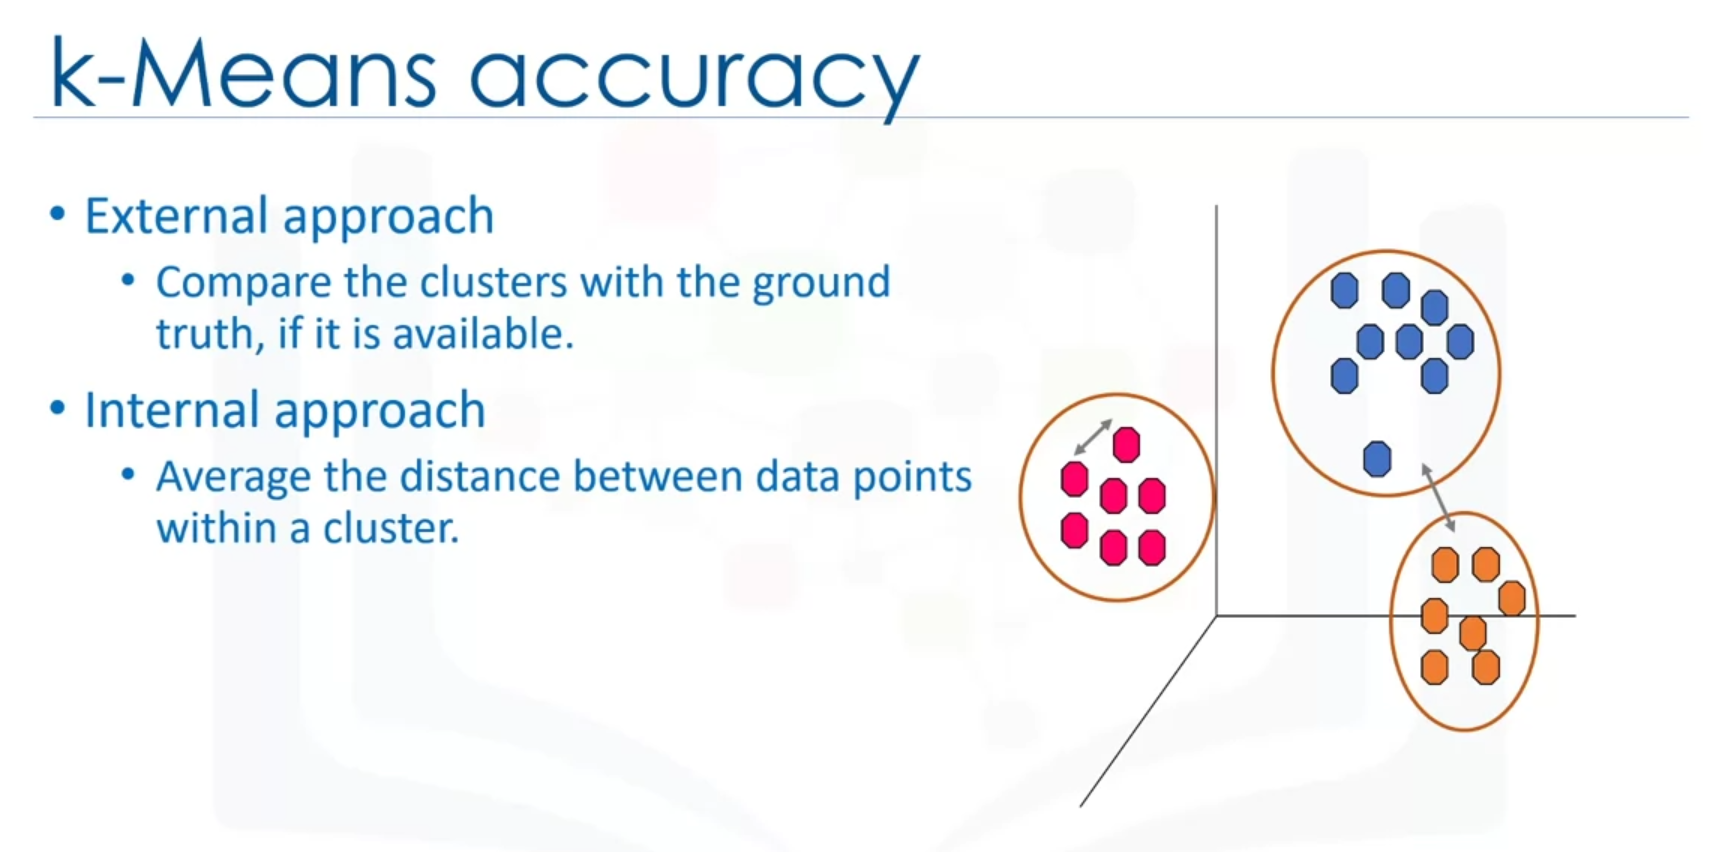 k-Means accuracy
• External approach
• Compare the clusters with the ground
truth, if it is available.
• Internal approach
• Average the distance between data points
within a cluster.